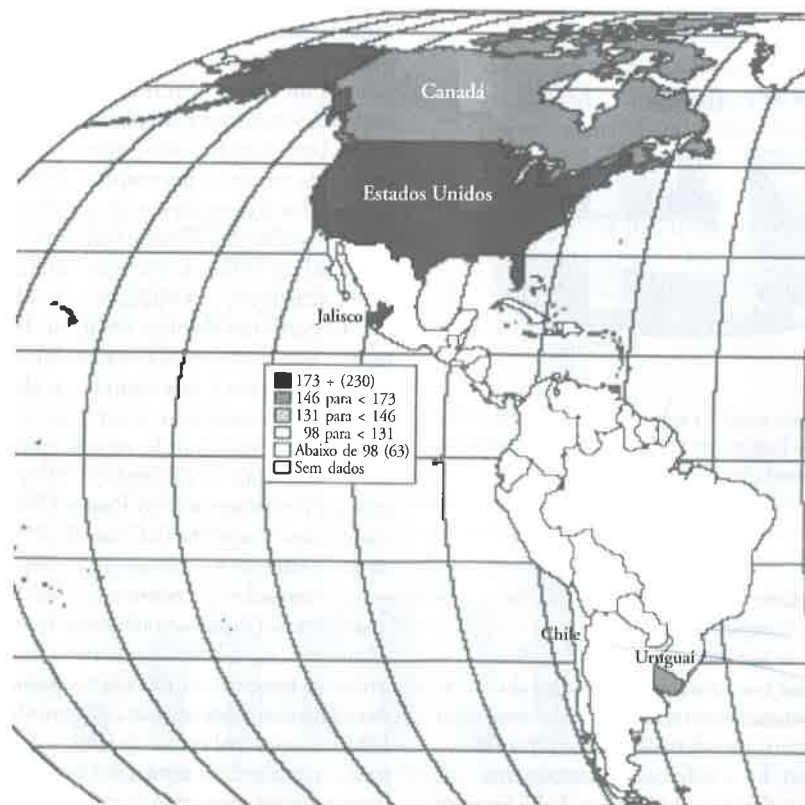 Canadá
Estados Unidos
Jalisco
173 + (230)
146 para < 173
131 para < 146
98 para < 131
Abaixo de 98 (63)
Sem dados
Chile
Uruguai